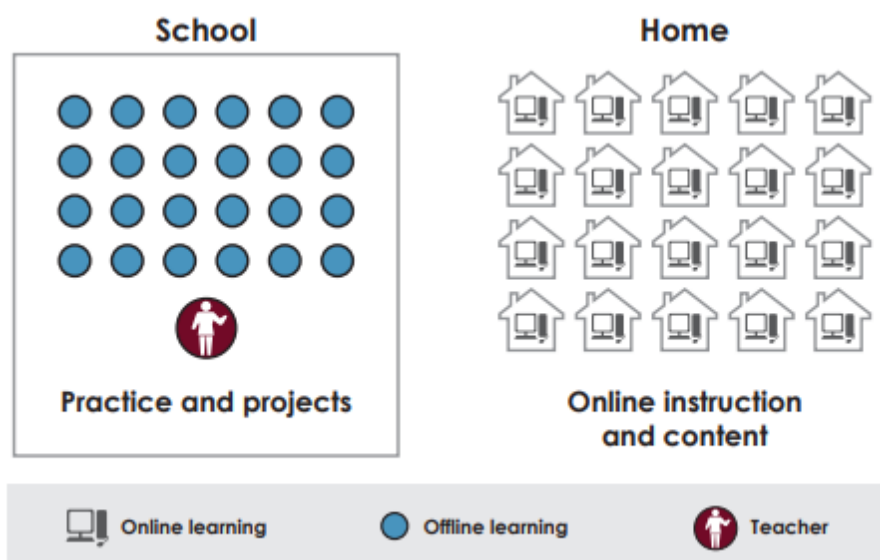 School
Home
Practice and projects
Online instruction
and content
Online learning
Offline learning
Teacher